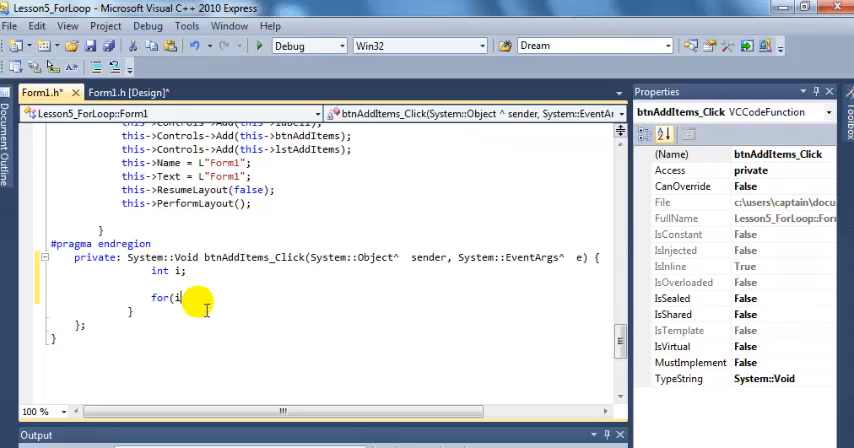 Lesson5_ForLoop - Microsoft Visual C++ 2010 Express
File Edit View Project Debug Tools Window Help
Debug Win32 Dream
Form1.h* Form1.h [Design]*
Lesson5_ForLoop::Form1 btnAddItems_Click(System::Object ^ sender, System::EventAr
this->Controls->Add(this->btnAddItems);
this->Controls->Add(this->lstAddItems);
this->Name = L"Form1";
this->Text = L"Form1";
this->ResumeLayout(false);
this->PerformLayout();
}
#pragma endregion
private: System::Void btnAddItems_Click(System::Object^ sender, System::EventArgs^ e) {
int i;
for(i
}
};
}
100 %
Output
Document Outline
Properties
btnAddItems_Click VCCodeFunction
(Name) btnAddItems_Click
Access private
CanOverride False
File c:\users\captain\docu
FullName Lesson5_ForLoop::Forr
IsConstant False
IsInjected False
IsInline True
IsOverloaded False
IsSealed False
IsShared False
IsTemplate False
IsVirtual False
MustImplement False
TypeString System::Void